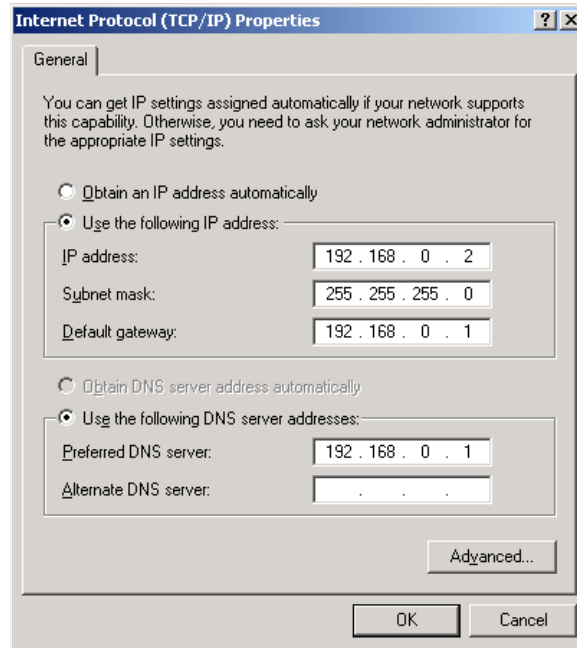 Internet Protocol (TCP/IP) Properties
General
You can get IP settings assigned automatically if your network supports
this capability. Otherwise, you need to ask your network administrator for
the appropriate IP settings.
Obtain an IP address automatically
Use the following IP address:
IP address: 192 . 168 . 0 . 2
Subnet mask: 255 . 255 . 255 . 0
Default gateway: 192 . 168 . 0 . 1
Obtain DNS server address automatically
Use the following DNS server addresses:
Preferred DNS server: 192 . 168 . 0 . 1
Alternate DNS server: . . .
Advanced...
OK Cancel